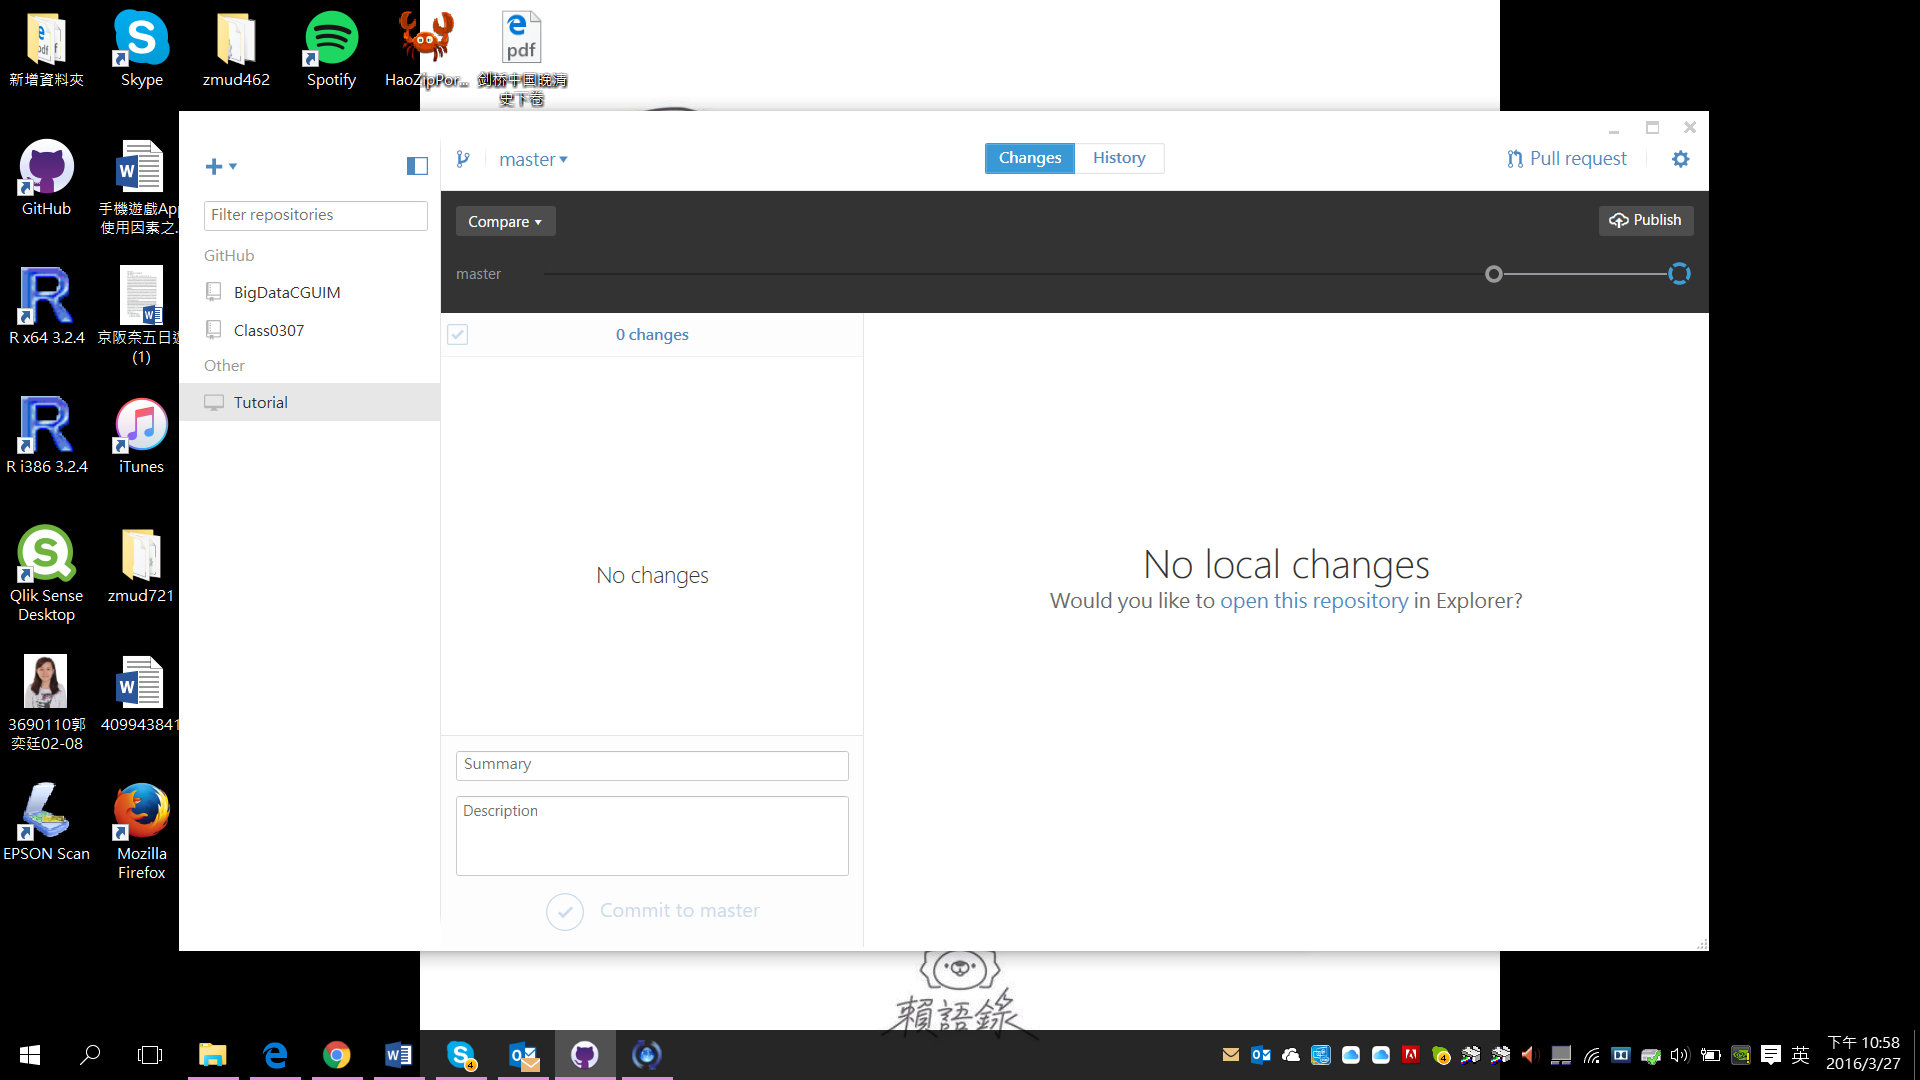 新增資料夾
Skype
zmud462
Spotify
HaoZipPor...
剑桥中国晚清
史下卷
pdf
GitHub
手機遊戲App
使用因素之...
R x64 3.2.4
京阪奈五日遊
(1)
R i386 3.2.4
iTunes
Qlik Sense
Desktop
zmud721
3690110郭
奕廷02-08
409943841
EPSON Scan
Mozilla
Firefox
master
Changes
History
Pull request
Filter repositories
GitHub
BigDataCGUIM
Class0307
Other
Tutorial
Compare
Publish
master
0 changes
No changes
No local changes
Would you like to open this repository in Explorer?
Summary
Description
Commit to master
賴語錄
英
下午 10:58
2016/3/27